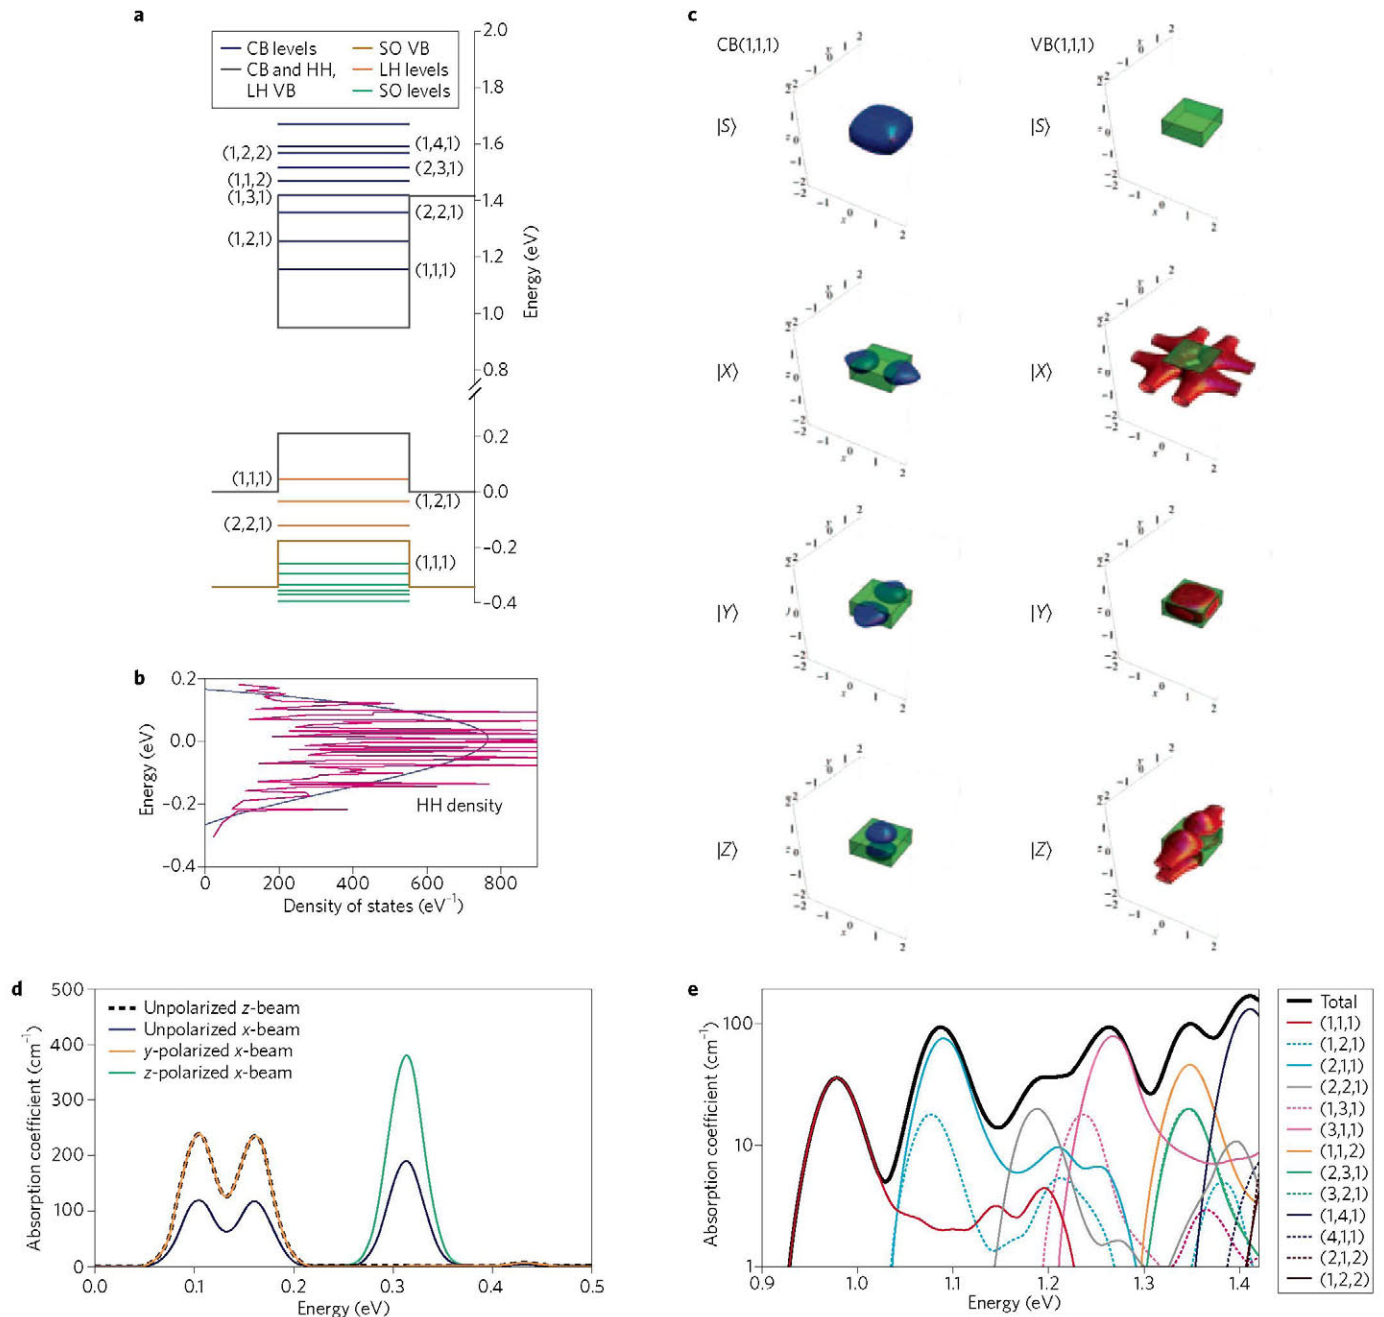 a
CB levels
CB and HH,
LH VB
SO VB
LH levels
SO levels
2.0
1.8
1.6
1.4
1.2
1.0
0.8
0.2
0.0
−0.2
−0.4
Energy (eV)
(1,2,2)
(1,1,2)
(1,3,1)
(1,2,1)
(1,4,1)
(2,3,1)
(2,2,1)
(1,1,1)
(1,1,1)
(2,2,1)
(1,2,1)
(1,1,1)
b
0.2
0.0
−0.2
−0.4
Energy (eV)
HH density
0 200 400 600 800
Density of states (eV⁻¹)
c
CB(1,1,1) VB(1,1,1)
|S⟩ |S⟩
|X⟩ |X⟩
|Y⟩ |Y⟩
|Z⟩ |Z⟩
d
500
400
300
200
100
0
Absorption coefficient (cm⁻¹)
Unpolarized z-beam
Unpolarized x-beam
y-polarized x-beam
z-polarized x-beam
0.0 0.1 0.2 0.3 0.4 0.5
Energy (eV)
e
100
10
1
Absorption coefficient (cm⁻¹)
0.9 1.0 1.1 1.2 1.3 1.4
Energy (eV)
Total
(1,1,1)
(1,2,1)
(2,1,1)
(2,2,1)
(1,3,1)
(3,1,1)
(1,1,2)
(2,3,1)
(3,2,1)
(1,4,1)
(4,1,1)
(2,1,2)
(1,2,2)